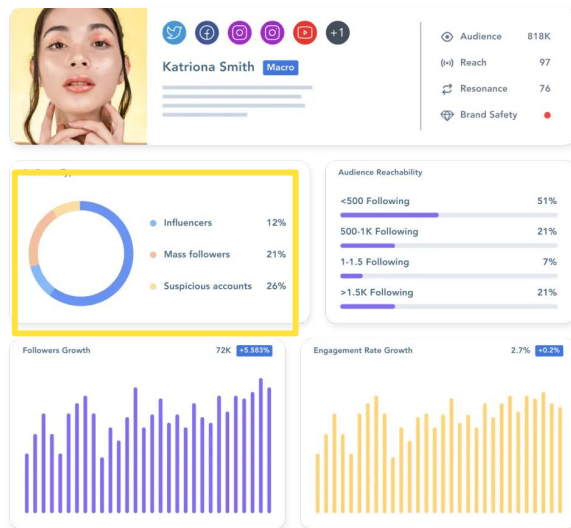 +1
Katriona Smith Macro
Audience 818K
Reach 97
Resonance 76
Brand Safety
Audience Reachability
Influencers 12%
Mass followers 21%
Suspicious accounts 26%
<500 Following 51%
500-1K Following 21%
1-1.5 Following 7%
>1.5K Following 21%
Followers Growth 72K +5.583%
Engagement Rate Growth 2.7% +0.2%